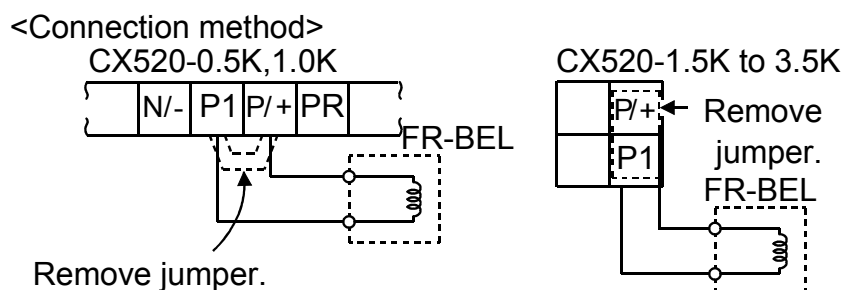 <Connection method>
CX520-0.5K,1.0K
N/- P1 P/+ PR
FR-BEL
Remove jumper.
CX520-1.5K to 3.5K
P/+
Remove
jumper.
P1
FR-BEL